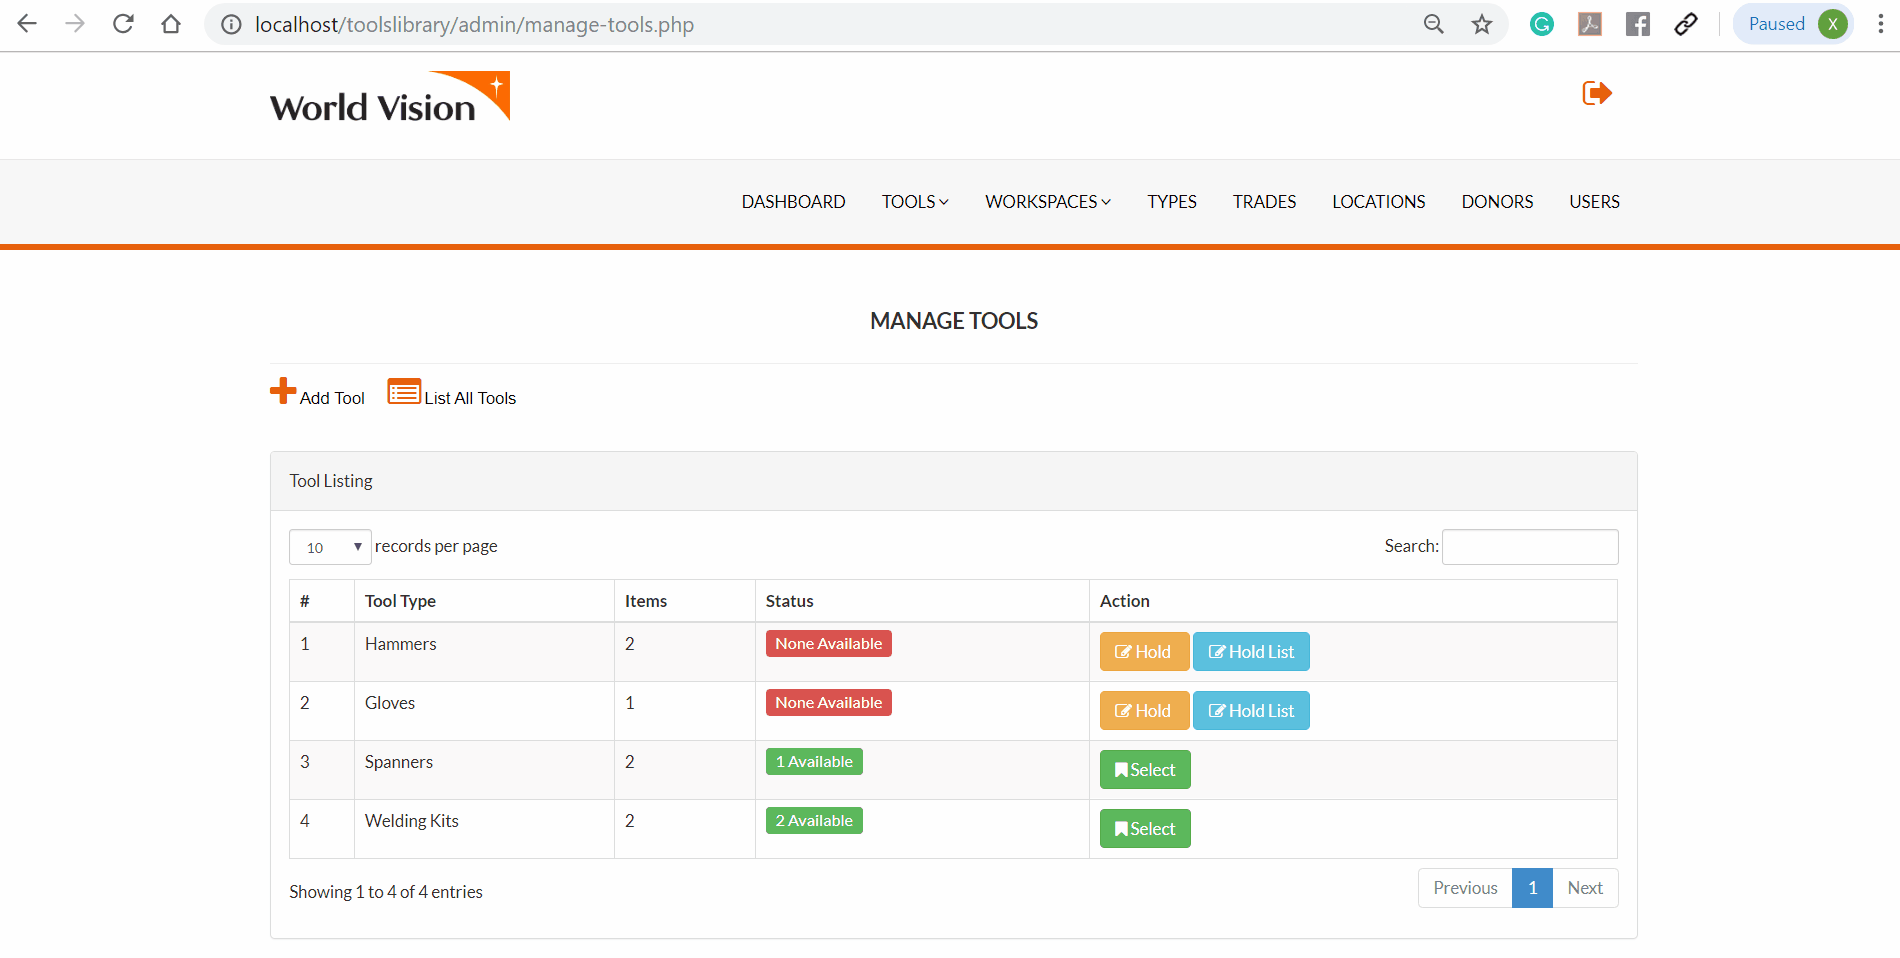 localhost/toolslibrary/admin/manage-tools.php
Paused X
World Vision
DASHBOARD TOOLS WORKSPACES TYPES TRADES LOCATIONS DONORS USERS
MANAGE TOOLS
Add Tool List All Tools
Tool Listing
10 records per page Search:
# Tool Type Items Status Action
1 Hammers 2 None Available Hold Hold List
2 Gloves 1 None Available Hold Hold List
3 Spanners 2 1 Available Select
4 Welding Kits 2 2 Available Select
Showing 1 to 4 of 4 entries Previous 1 Next